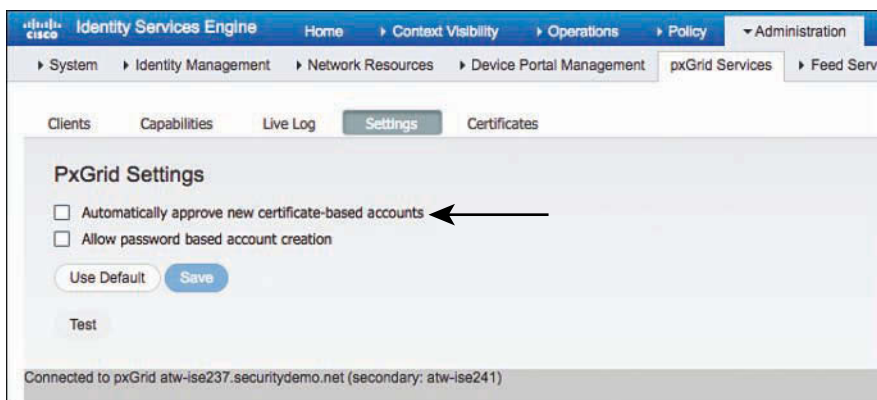 cisco Identity Services Engine Home Context Visibility Operations Policy Administration
System Identity Management Network Resources Device Portal Management pxGrid Services Feed Serv
Clients Capabilities Live Log Settings Certificates
PxGrid Settings
Automatically approve new certificate-based accounts
Allow password based account creation
Use Default Save
Test
Connected to pxGrid atw-ise237.securitydemo.net (secondary: atw-ise241)